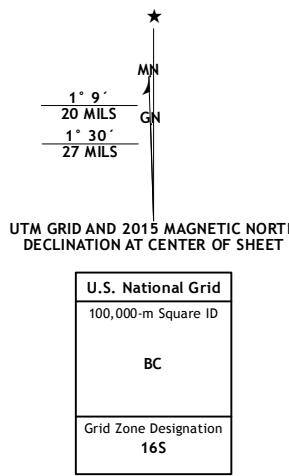 MN
1° 9´
20 MILS
GN
1° 30´
27 MILS
UTM GRID AND 2015 MAGNETIC NORTH
DECLINATION AT CENTER OF SHEET
U.S. National Grid
100,000-m Square ID
BC
Grid Zone Designation
16S